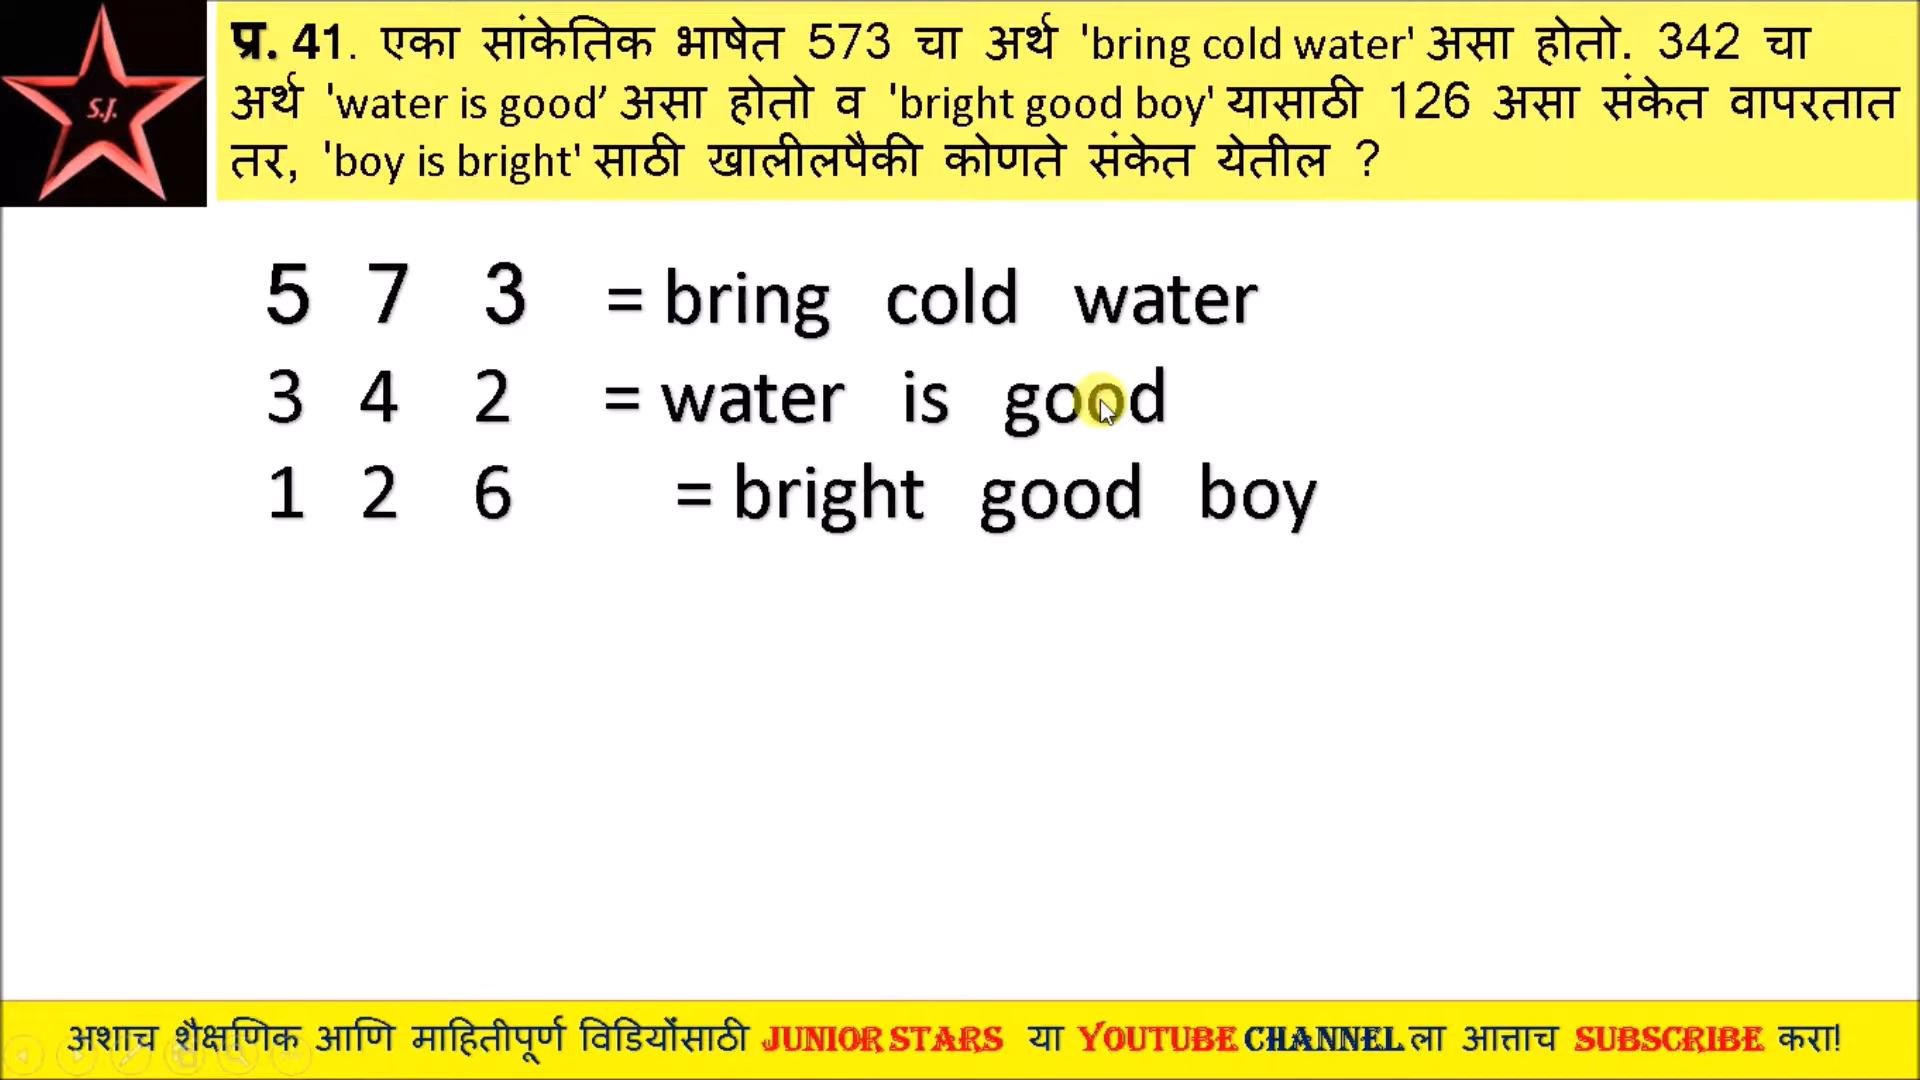 S.J.
प्र. 41. एका सांकेतिक भाषेत 573 चा अर्थ 'bring cold water' असा होतो. 342 चा
अर्थ 'water is good’ असा होतो व 'bright good boy' यासाठी 126 असा संकेत वापरतात
तर, 'boy is bright' साठी खालीलपैकी कोणते संकेत येतील ?
5 7 3 = bring cold water
3 4 2 = water is good
1 2 6 = bright good boy
अशाच शैक्षणिक आणि माहितीपूर्ण विडियोंसाठी JUNIOR STARS या YOUTUBE CHANNEL ला आत्ताच SUBSCRIBE करा!